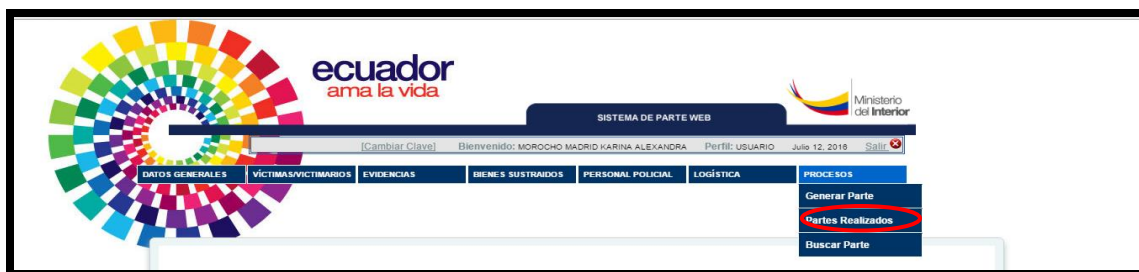 ecuador
ama la vida
Ministerio
del Interior
SISTEMA DE PARTE WEB
[Cambiar Clave] Bienvenido: MOROCHO MADRID KARINA ALEXANDRA Perfil: USUARIO Julio 12, 2016 Salir
DATOS GENERALES VÍCTIMAS/VICTIMARIOS EVIDENCIAS BIENES SUSTRAIDOS PERSONAL POLICIAL LOGÍSTICA PROCESOS
Generar Parte
Partes Realizados
Buscar Parte